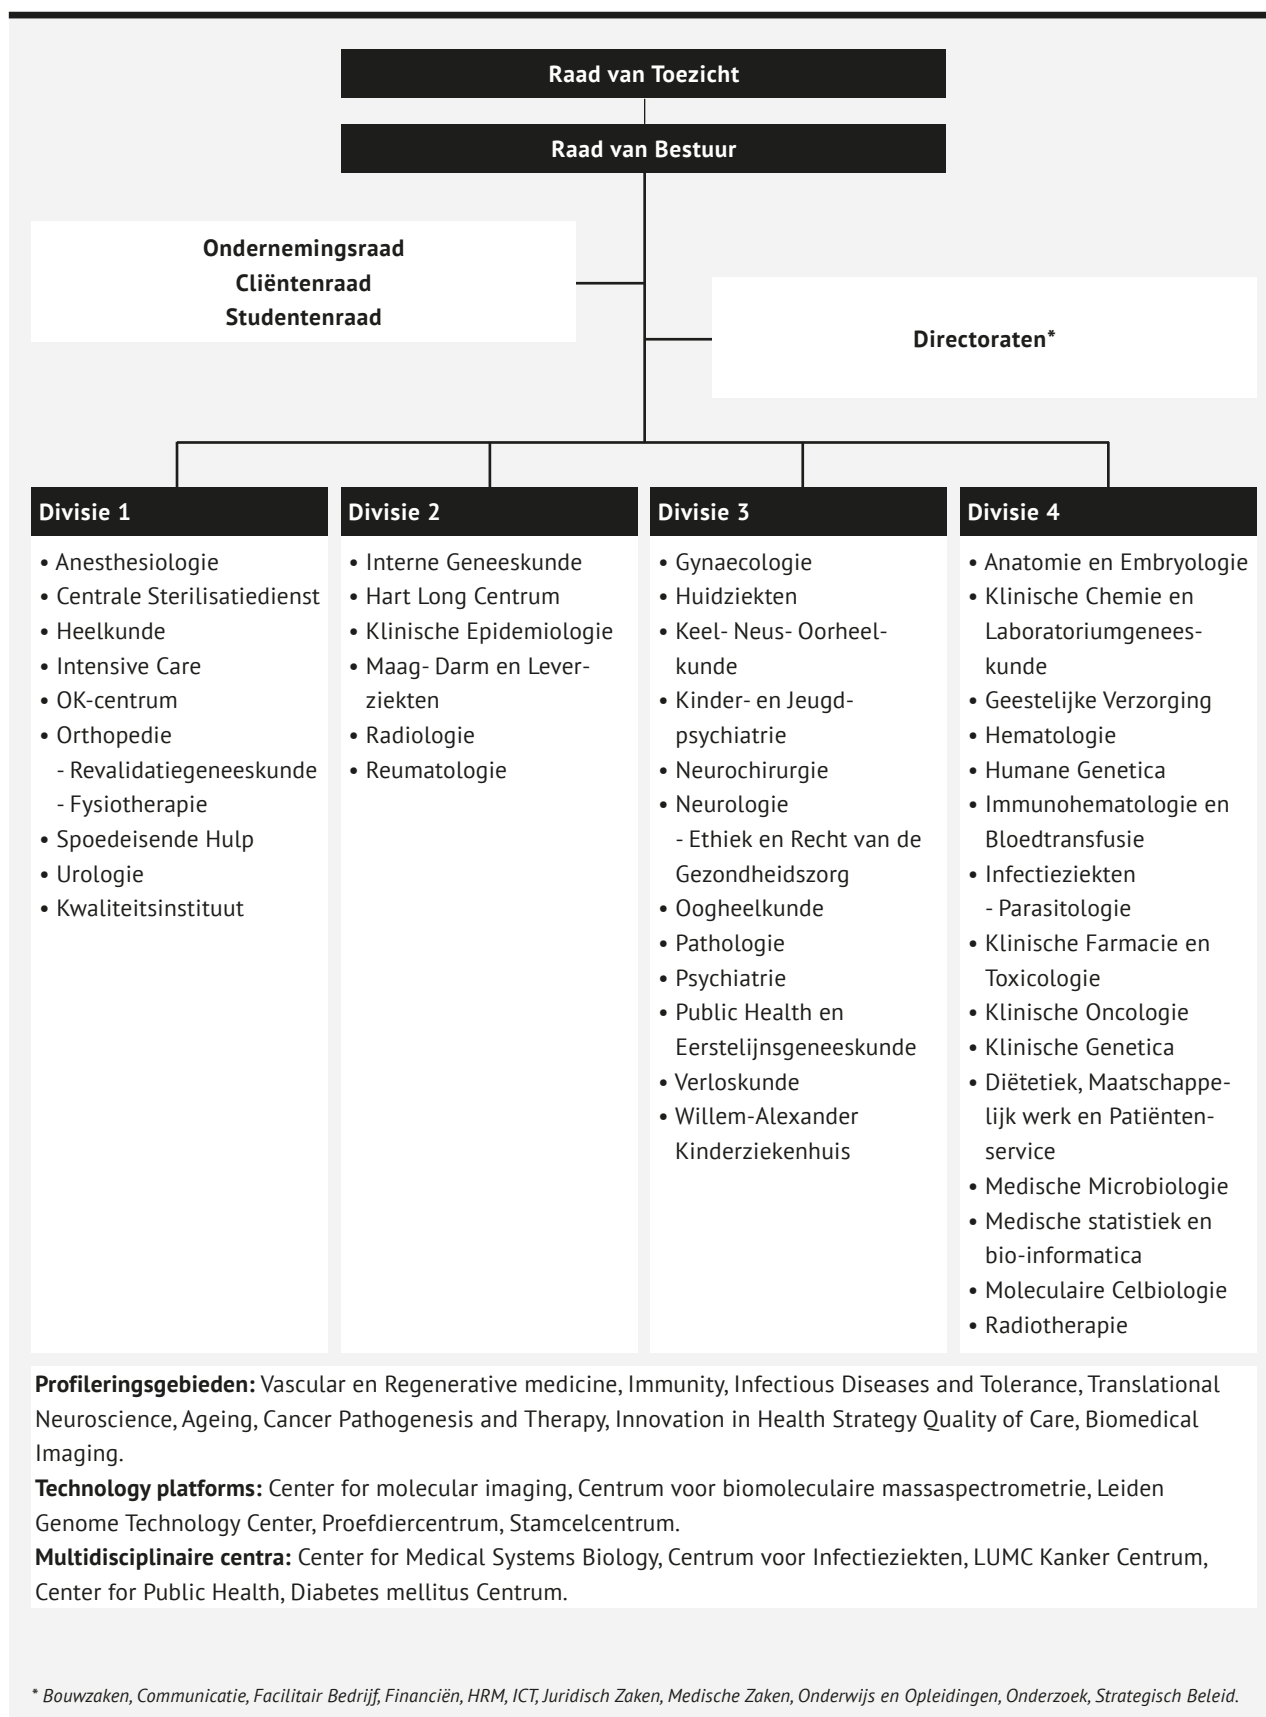 Raad van Toezicht
Raad van Bestuur
Ondernemingsraad
Cliëntenraad
Studentenraad
Directoraten*
Divisie 1
• Anesthesiologie
• Centrale Sterilisatiedienst
• Heelkunde
• Intensive Care
• OK-centrum
• Orthopedie
- Revalidatiegeneeskunde
- Fysiotherapie
• Spoedeisende Hulp
• Urologie
• Kwaliteitsinstituut
Divisie 2
• Interne Geneeskunde
• Hart Long Centrum
• Klinische Epidemiologie
• Maag- Darm en Lever-
ziekten
• Radiologie
• Reumatologie
Divisie 3
• Gynaecologie
• Huidziekten
• Keel- Neus- Oorheel-
kunde
• Kinder- en Jeugd-
psychiatrie
• Neurochirurgie
• Neurologie
- Ethiek en Recht van de
Gezondheidszorg
• Oogheelkunde
• Pathologie
• Psychiatrie
• Public Health en
Eerstelijnsgeneeskunde
• Verloskunde
• Willem-Alexander
Kinderziekenhuis
Divisie 4
• Anatomie en Embryologie
• Klinische Chemie en
Laboratoriumgenees-
kunde
• Geestelijke Verzorging
• Hematologie
• Humane Genetica
• Immunohematologie en
Bloedtransfusie
• Infectieziekten
- Parasitologie
• Klinische Farmacie en
Toxicologie
• Klinische Oncologie
• Klinische Genetica
• Diëtetiek, Maatschappe-
lijk werk en Patiënten-
service
• Medische Microbiologie
• Medische statistiek en
bio-informatica
• Moleculaire Celbiologie
• Radiotherapie
Profileringsgebieden: Vascular en Regenerative medicine, Immunity, Infectious Diseases and Tolerance, Translational
Neuroscience, Ageing, Cancer Pathogenesis and Therapy, Innovation in Health Strategy Quality of Care, Biomedical
Imaging.
Technology platforms: Center for molecular imaging, Centrum voor biomoleculaire massaspectrometrie, Leiden
Genome Technology Center, Proefdiercentrum, Stamcelcentrum.
Multidisciplinaire centra: Center for Medical Systems Biology, Centrum voor Infectieziekten, LUMC Kanker Centrum,
Center for Public Health, Diabetes mellitus Centrum.
* Bouwzaken, Communicatie, Facilitair Bedrijf, Financiën, HRM, ICT, Juridisch Zaken, Medische Zaken, Onderwijs en Opleidingen, Onderzoek, Strategisch Beleid.